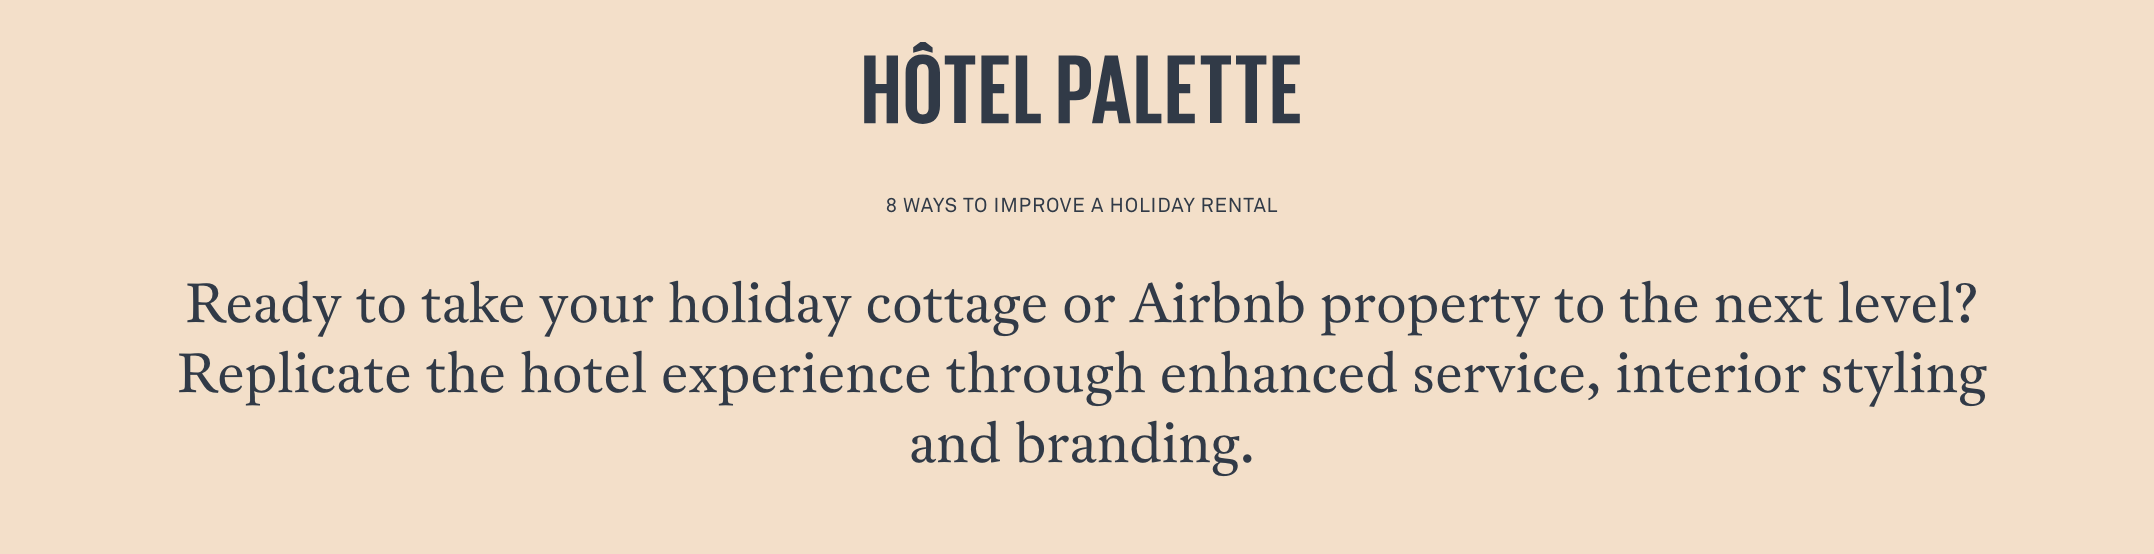 HÔTEL PALETTE
8 WAYS TO IMPROVE A HOLIDAY RENTAL
Ready to take your holiday cottage or Airbnb property to the next level?
Replicate the hotel experience through enhanced service, interior styling
and branding.